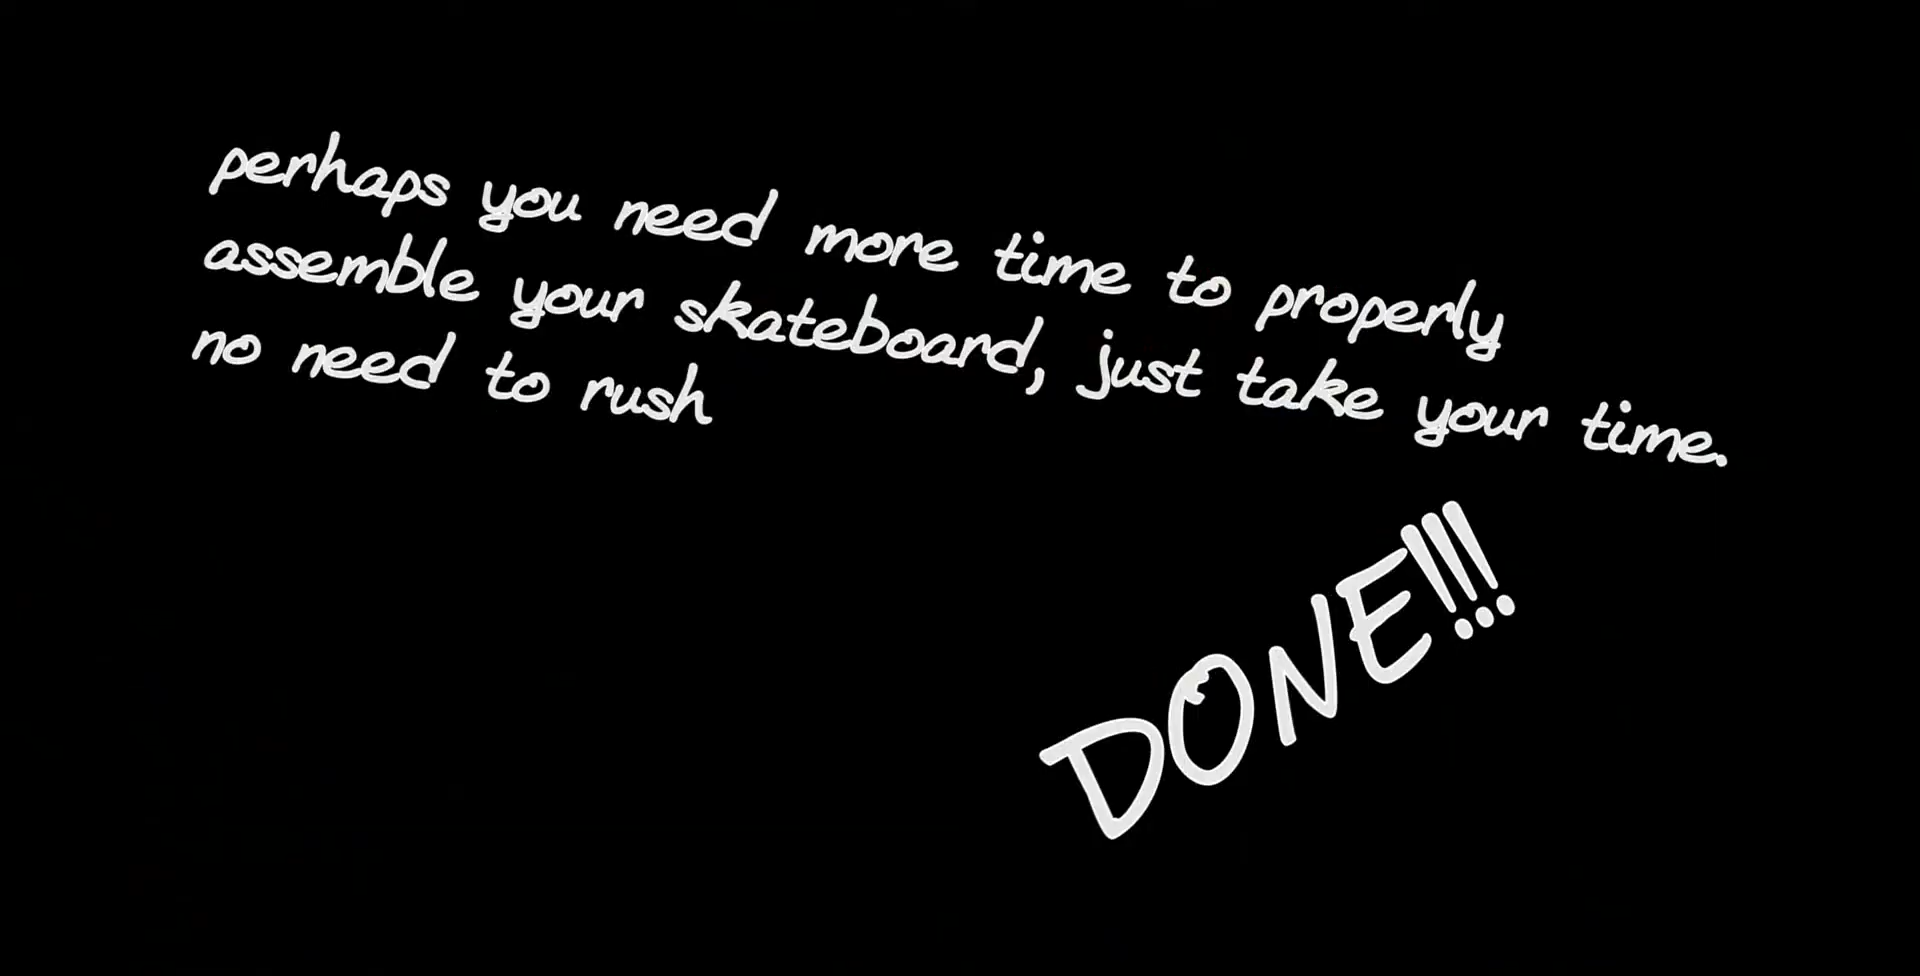 perhaps you need more time to properly
assemble your skateboard, just take your time.
no need to rush
DONE!!!